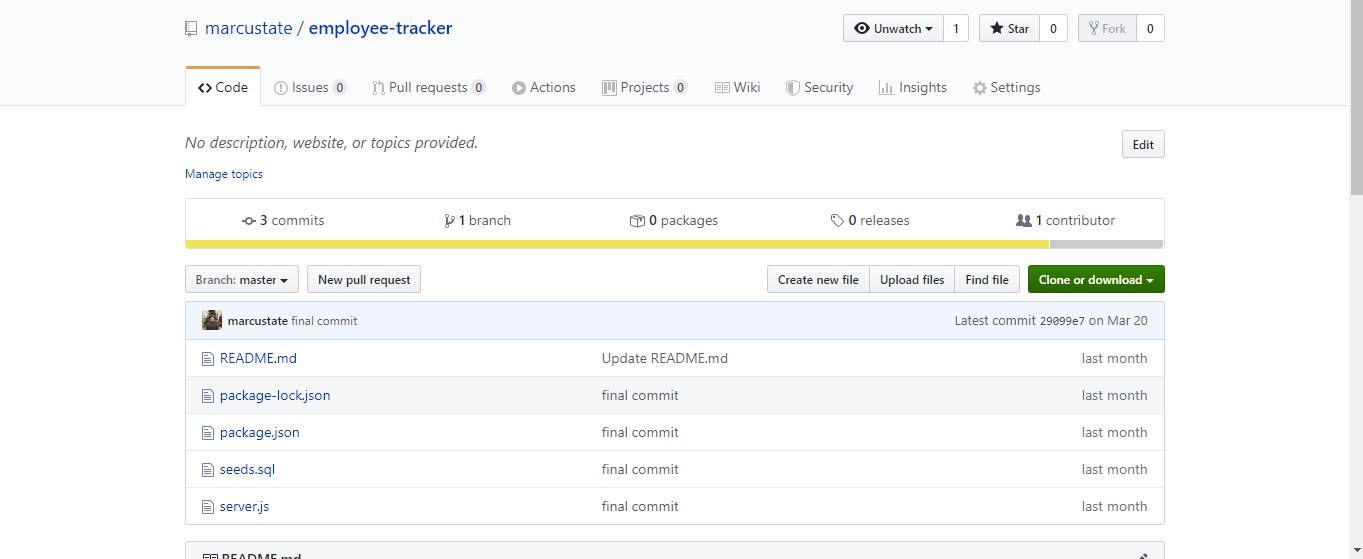 marcustate / employee-tracker
Unwatch 1 Star 0 Fork 0
Code Issues 0 Pull requests 0 Actions Projects 0 Wiki Security Insights Settings
No description, website, or topics provided. Edit
Manage topics
3 commits 1 branch 0 packages 0 releases 1 contributor
Branch: master New pull request Create new file Upload files Find file Clone or download
marcustate final commit Latest commit 29099e7 on Mar 20
README.md Update README.md last month
package-lock.json final commit last month
package.json final commit last month
seeds.sql final commit last month
server.js final commit last month
README.md